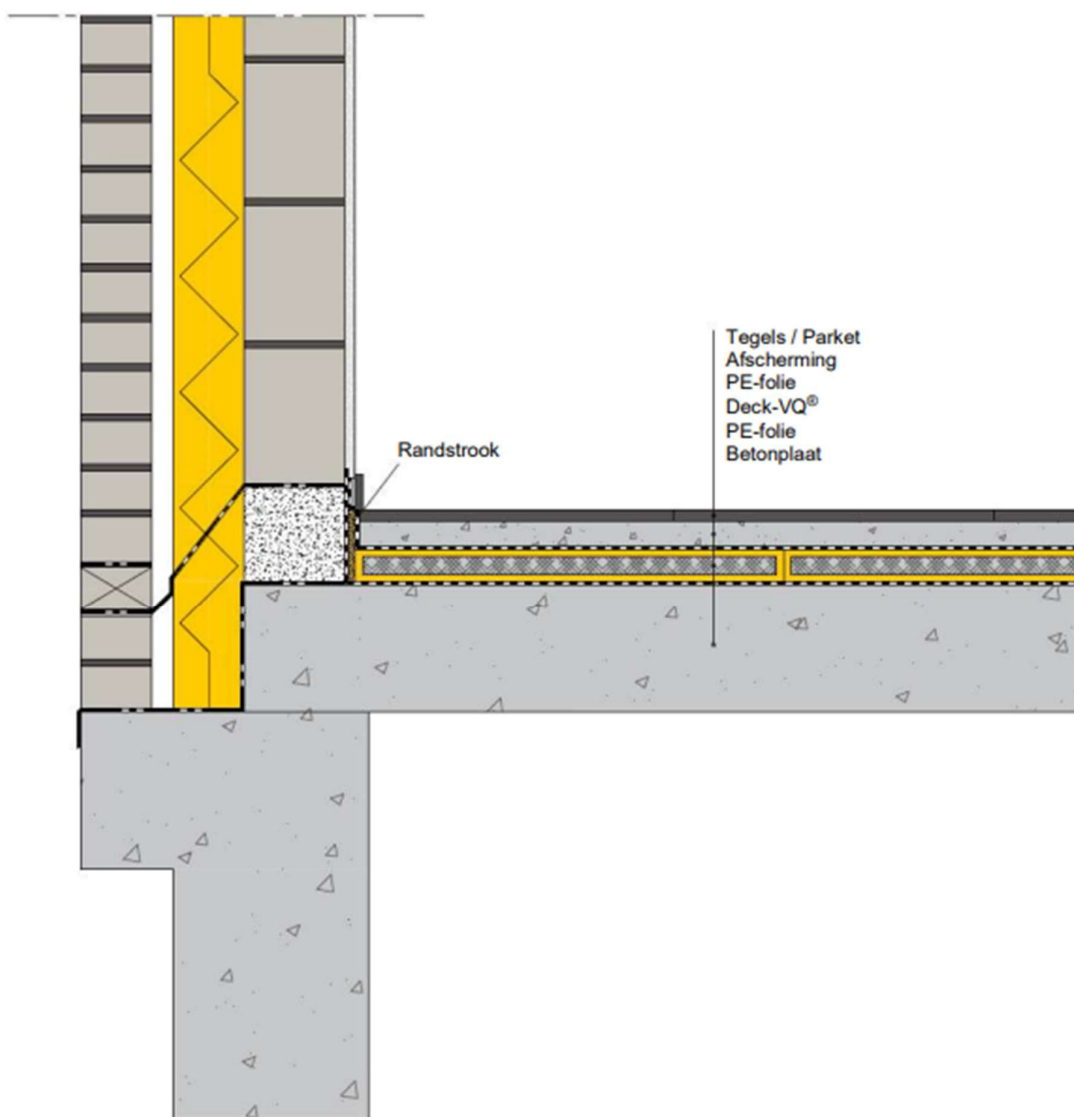 Tegels / Parket
Afscherming
PE-folie
Deck-VQ®
PE-folie
Betonplaat
Randstrook